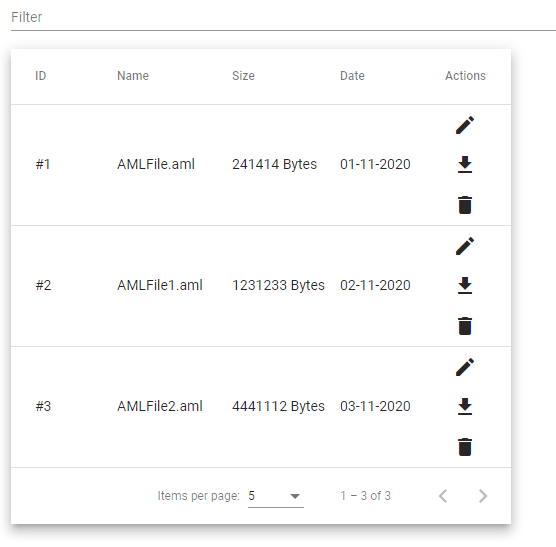 Filter
ID Name Size Date Actions
#1 AMLFile.aml 241414 Bytes 01-11-2020
#2 AMLFile1.aml 1231233 Bytes 02-11-2020
#3 AMLFile2.aml 4441112 Bytes 03-11-2020
Items per page: 5 1 – 3 of 3